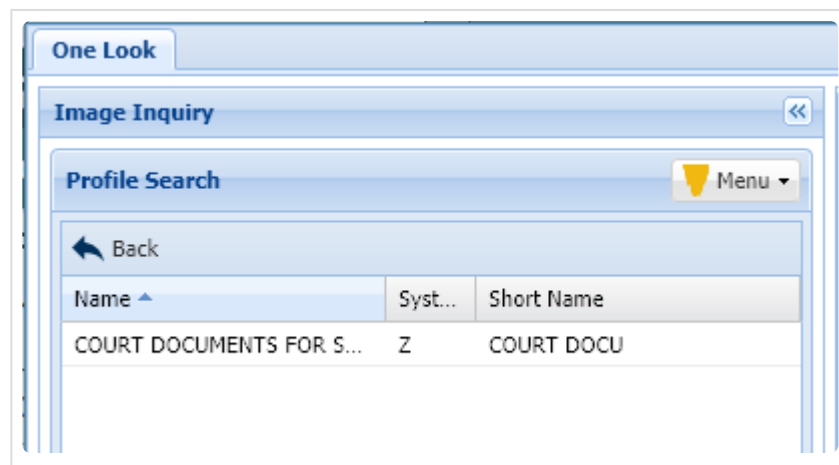 One Look
Image Inquiry
Profile Search Menu
Back
Name Syst... Short Name
COURT DOCUMENTS FOR S... Z COURT DOCU